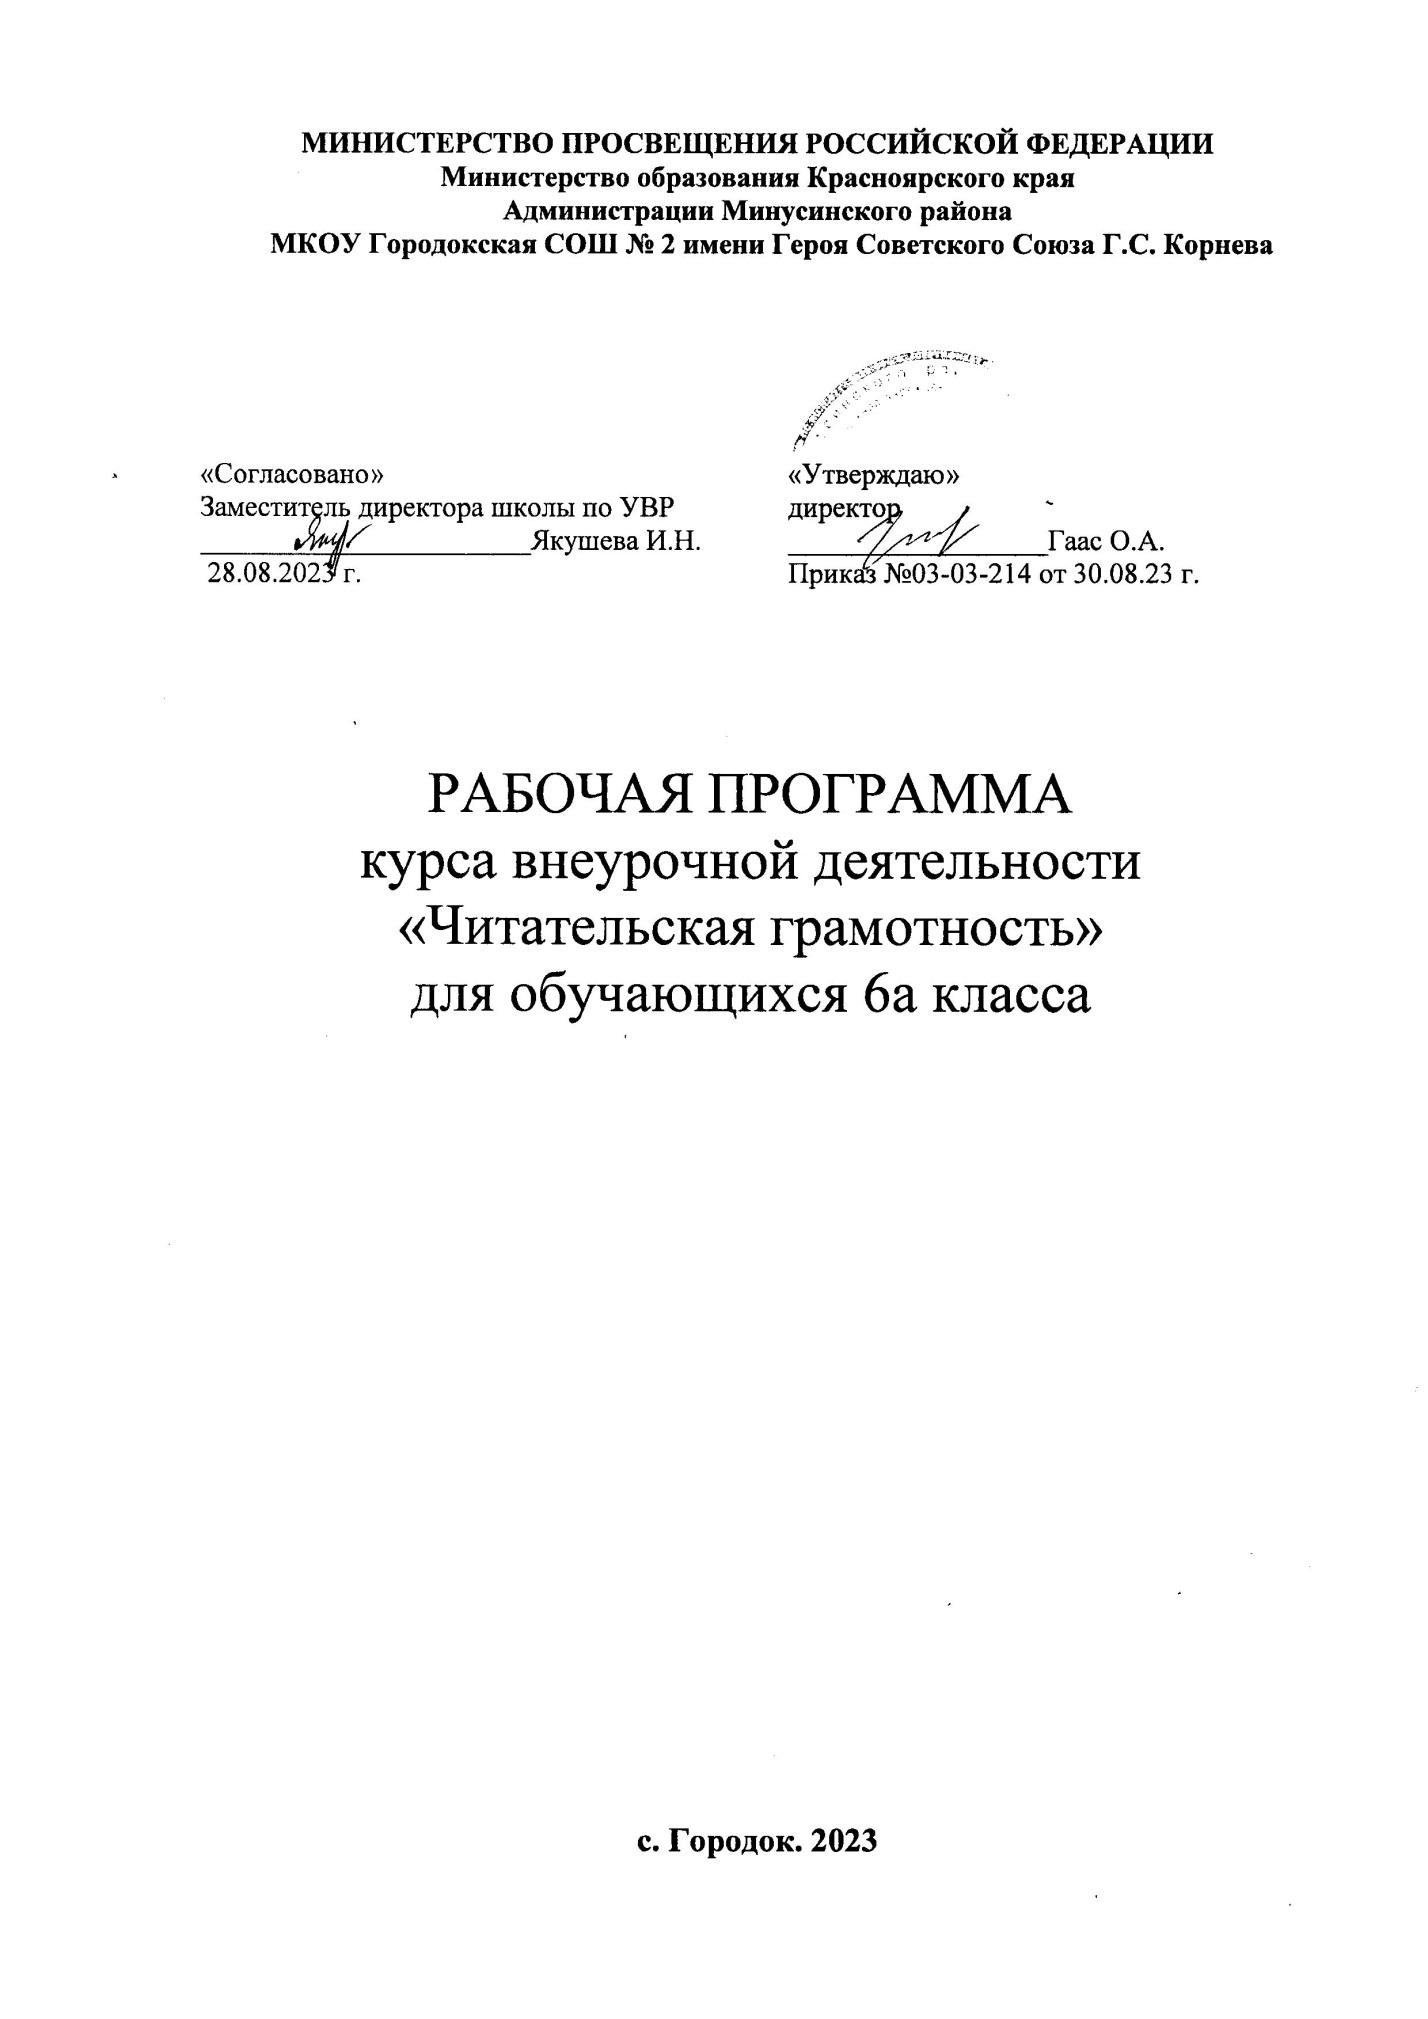 МИНИСТЕРСТВО ПРОСВЕЩЕНИЯ РОССИЙСКОЙ ФЕДЕРАЦИИ
Министерство образования Красноярского края
Администрации Минусинского района
МКОУ Городокская СОШ № 2 имени Героя Советского Союза Г.С. Корнева
«Согласовано»
Заместитель директора школы по УВР
Якушева И.Н.
28.08.2023 г.
«Утверждаю»
директор
Гаас О.А.
Приказ №03-03-214 от 30.08.23 г.
РАБОЧАЯ ПРОГРАММА
курса внеурочной деятельности
«Читательская грамотность»
для обучающихся 6а класса
с. Городок. 2023